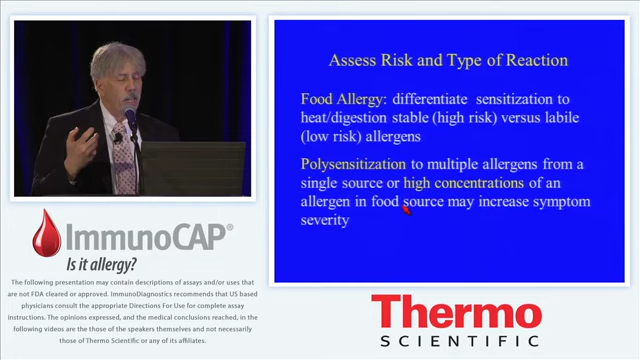 Assess Risk and Type of Reaction
Food Allergy: differentiate sensitization to
heat/digestion stable (high risk) versus labile
(low risk) allergens
Polysensitization to multiple allergens from a
single source or high concentrations of an
allergen in food source may increase symptom
severity
ImmunoCAP®
Is it allergy?
The following presentation may contain descriptions of assays and/or uses that
are not FDA cleared or approved. ImmunoDiagnostics recommends that US based
physicians consult the appropriate Directions For Use for complete assay
instructions. The opinions expressed, and the medical conclusions reached, in
the following videos are those of the speakers themselves and not necessarily
those of Thermo Scientific or any of its affiliates.
Thermo
SCIENTIFIC